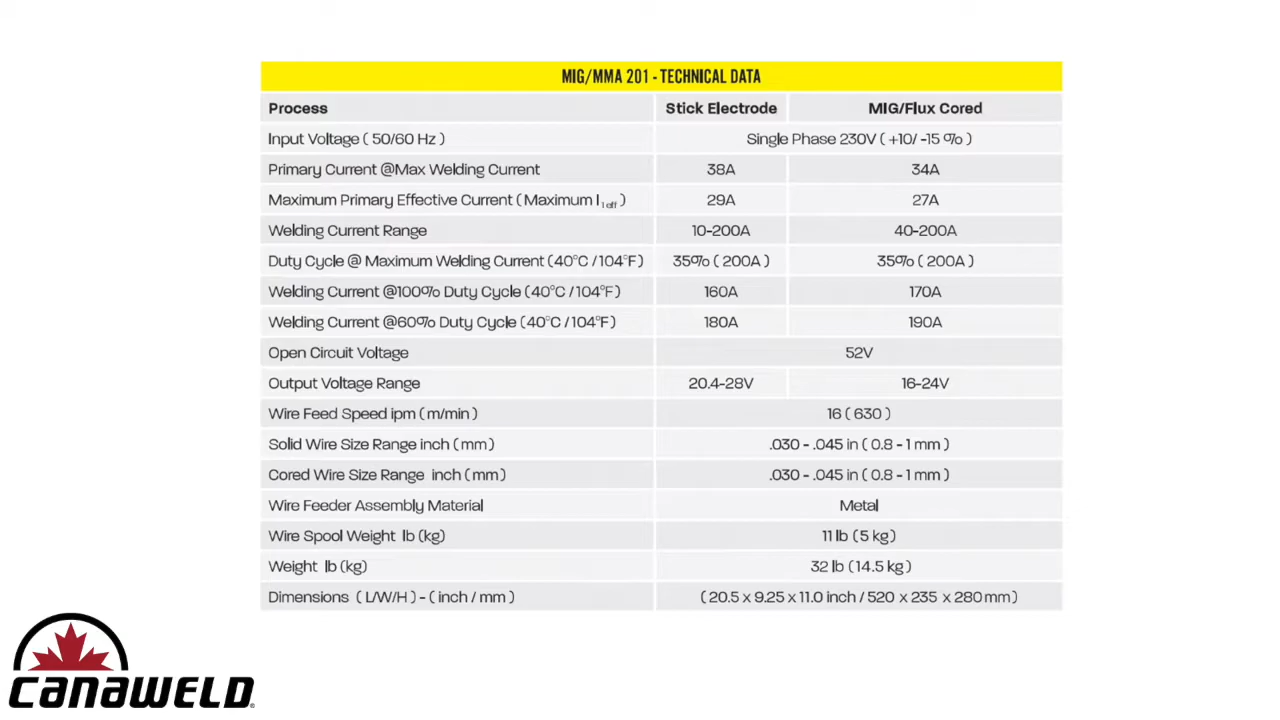 MIG/MMA 201 - TECHNICAL DATA
Process Stick Electrode MIG/Flux Cored
Input Voltage ( 50/60 Hz ) Single Phase 230V ( +10/ -15 % )
Primary Current @Max Welding Current 38A 34A
Maximum Primary Effective Current ( Maximum I1 eff ) 29A 27A
Welding Current Range 10-200A 40-200A
Duty Cycle @ Maximum Welding Current (40°C /104°F) 35% ( 200A ) 35% ( 200A )
Welding Current @100% Duty Cycle (40°C /104°F) 160A 170A
Welding Current @60% Duty Cycle (40°C /104°F) 180A 190A
Open Circuit Voltage 52V
Output Voltage Range 20.4-28V 16-24V
Wire Feed Speed ipm ( m/min ) 16 ( 630 )
Solid Wire Size Range inch ( mm ) .030 - .045 in ( 0.8 - 1 mm )
Cored Wire Size Range inch ( mm ) .030 - .045 in ( 0.8 - 1 mm )
Wire Feeder Assembly Material Metal
Wire Spool Weight lb (kg) 11 lb ( 5 kg )
Weight lb (kg) 32 lb (14.5 kg )
Dimensions ( L/W/H ) - ( inch / mm ) ( 20.5 x 9.25 x 11.0 inch / 520 x 235 x 280 mm )
CANAWELD®